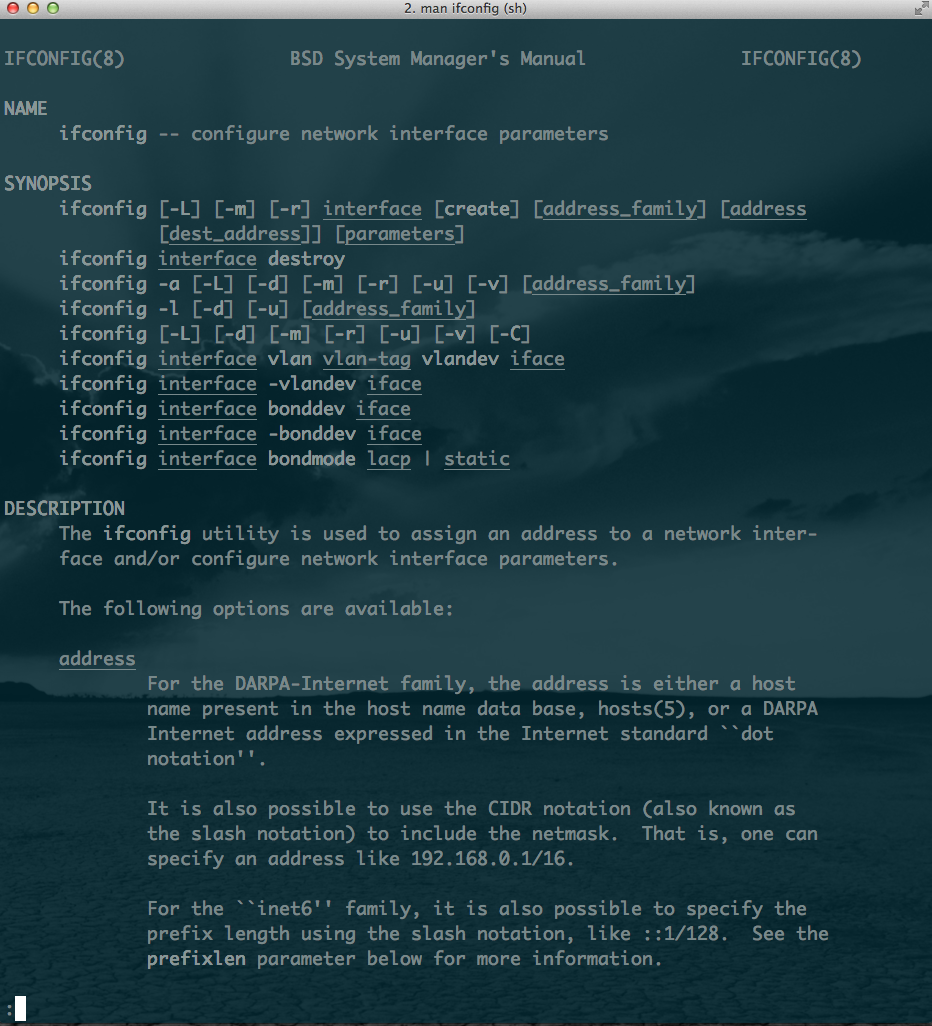 2. man ifconfig (sh)
IFCONFIG(8) BSD System Manager's Manual IFCONFIG(8)
NAME
ifconfig -- configure network interface parameters
SYNOPSIS
ifconfig [-L] [-m] [-r] interface [create] [address_family] [address
[dest_address]] [parameters]
ifconfig interface destroy
ifconfig -a [-L] [-d] [-m] [-r] [-u] [-v] [address_family]
ifconfig -l [-d] [-u] [address_family]
ifconfig [-L] [-d] [-m] [-r] [-u] [-v] [-C]
ifconfig interface vlan vlan-tag vlandev iface
ifconfig interface -vlandev iface
ifconfig interface bonddev iface
ifconfig interface -bonddev iface
ifconfig interface bondmode lacp | static
DESCRIPTION
The ifconfig utility is used to assign an address to a network inter-
face and/or configure network interface parameters.
The following options are available:
address
For the DARPA-Internet family, the address is either a host
name present in the host name data base, hosts(5), or a DARPA
Internet address expressed in the Internet standard ``dot
notation''.
It is also possible to use the CIDR notation (also known as
the slash notation) to include the netmask.  That is, one can
specify an address like 192.168.0.1/16.
For the ``inet6'' family, it is also possible to specify the
prefix length using the slash notation, like ::1/128.  See the
prefixlen parameter below for more information.
: